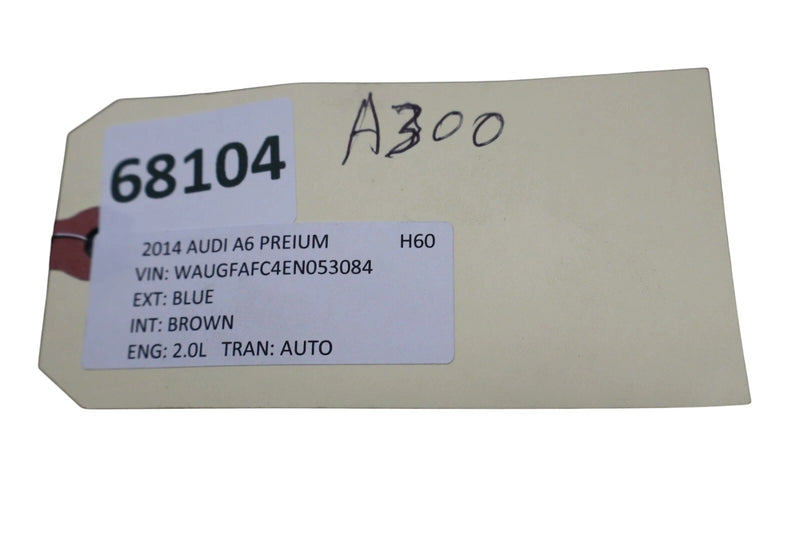 A300
68104
2014 AUDI A6 PREIUM H60
VIN: WAUGFAFC4EN053084
EXT: BLUE
INT: BROWN
ENG: 2.0L TRAN: AUTO